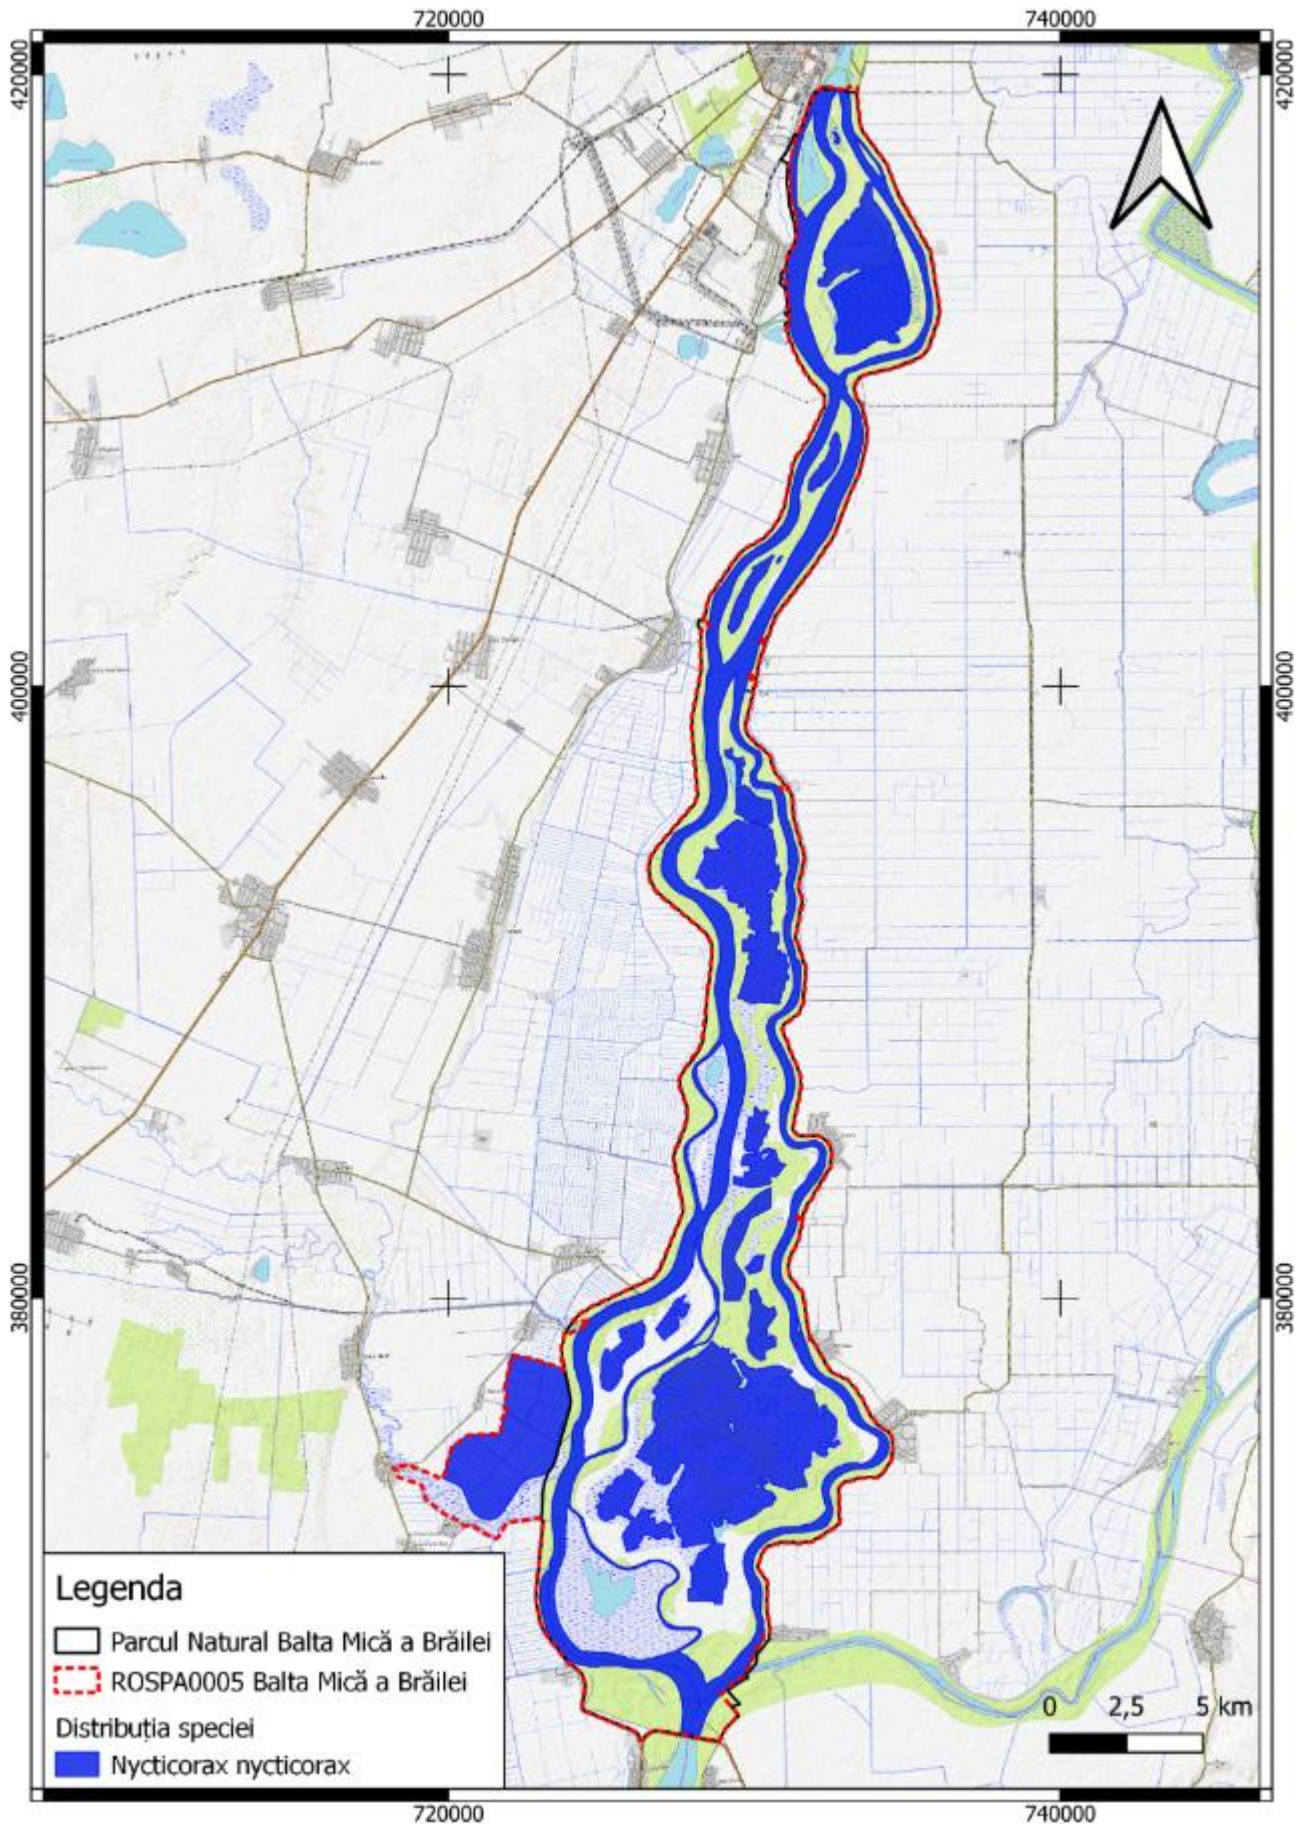 720000 740000
420000 420000
400000 400000
380000 380000
Legenda
Parcul Natural Balta Mică a Brăilei
ROSPA0005 Balta Mică a Brăilei
Distribuția speciei
Nycticorax nycticorax
0 2,5 5 km
720000 740000